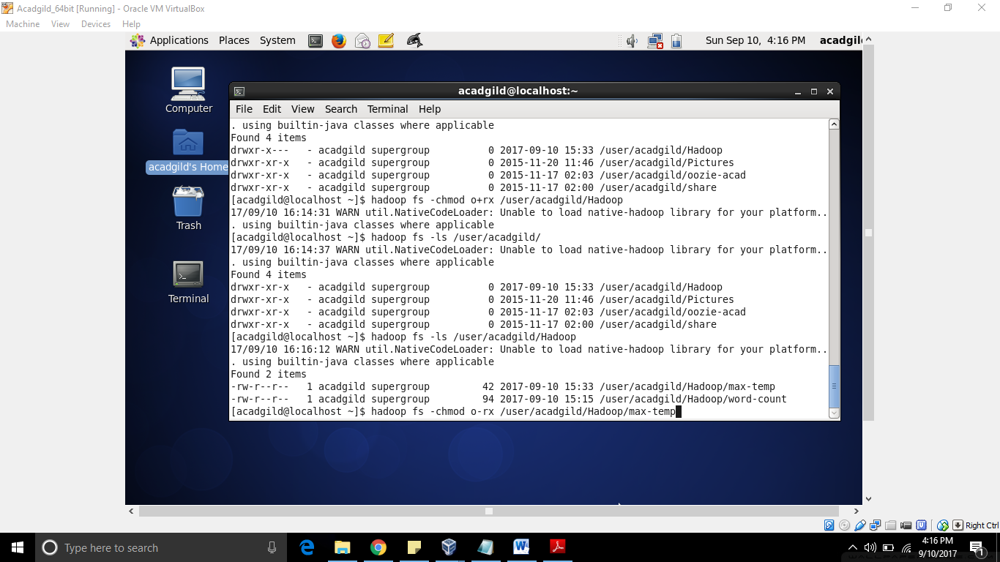 Acadgild_64bit [Running] - Oracle VM VirtualBox
Machine View Devices Help
Applications Places System Sun Sep 10, 4:16 PM acadgil
Computer
acadgild's Home
Trash
Terminal
acadgild@localhost:~
File Edit View Search Terminal Help
. using builtin-java classes where applicable
Found 4 items
drwxr-x--- - acadgild supergroup 0 2017-09-10 15:33 /user/acadgild/Hadoop
drwxr-xr-x - acadgild supergroup 0 2015-11-20 11:46 /user/acadgild/Pictures
drwxr-xr-x - acadgild supergroup 0 2015-11-17 02:03 /user/acadgild/oozie-acad
drwxr-xr-x - acadgild supergroup 0 2015-11-17 02:00 /user/acadgild/share
[acadgild@localhost ~]$ hadoop fs -chmod o+rx /user/acadgild/Hadoop
17/09/10 16:14:31 WARN util.NativeCodeLoader: Unable to load native-hadoop library for your platform..
. using builtin-java classes where applicable
[acadgild@localhost ~]$ hadoop fs -ls /user/acadgild/
17/09/10 16:14:37 WARN util.NativeCodeLoader: Unable to load native-hadoop library for your platform..
. using builtin-java classes where applicable
Found 4 items
drwxr-xr-x - acadgild supergroup 0 2017-09-10 15:33 /user/acadgild/Hadoop
drwxr-xr-x - acadgild supergroup 0 2015-11-20 11:46 /user/acadgild/Pictures
drwxr-xr-x - acadgild supergroup 0 2015-11-17 02:03 /user/acadgild/oozie-acad
drwxr-xr-x - acadgild supergroup 0 2015-11-17 02:00 /user/acadgild/share
[acadgild@localhost ~]$ hadoop fs -ls /user/acadgild/Hadoop
17/09/10 16:16:12 WARN util.NativeCodeLoader: Unable to load native-hadoop library for your platform..
. using builtin-java classes where applicable
Found 2 items
-rw-r--r-- 1 acadgild supergroup 42 2017-09-10 15:33 /user/acadgild/Hadoop/max-temp
-rw-r--r-- 1 acadgild supergroup 94 2017-09-10 15:15 /user/acadgild/Hadoop/word-count
[acadgild@localhost ~]$ hadoop fs -chmod o-rx /user/acadgild/Hadoop/max-temp
Right Ctrl
Type here to search
4:16 PM
9/10/2017
1